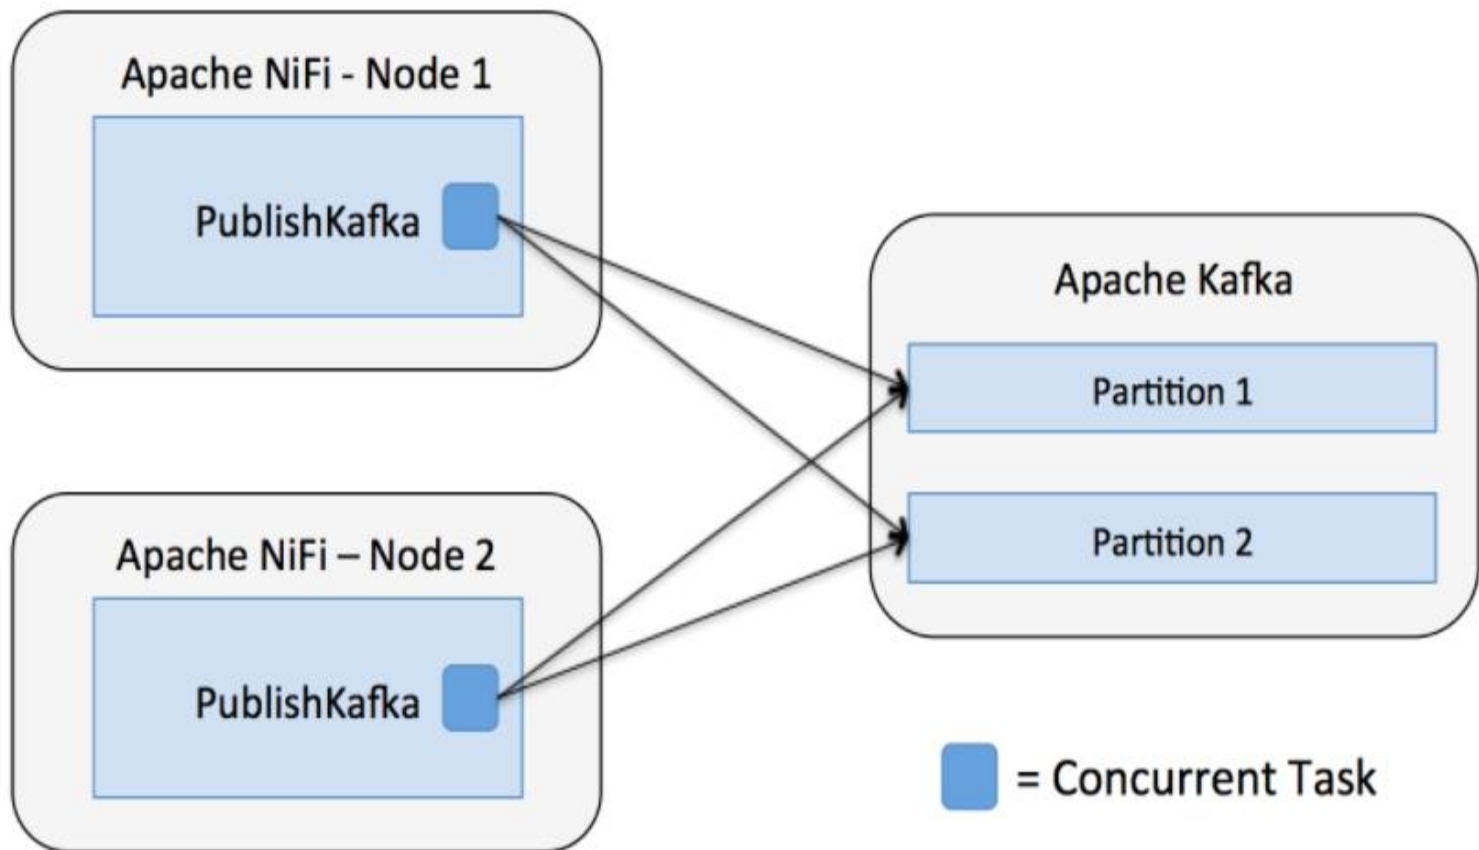 Apache NiFi - Node 1
PublishKafka
Apache Kafka
Partition 1
Partition 2
Apache NiFi – Node 2
PublishKafka
= Concurrent Task